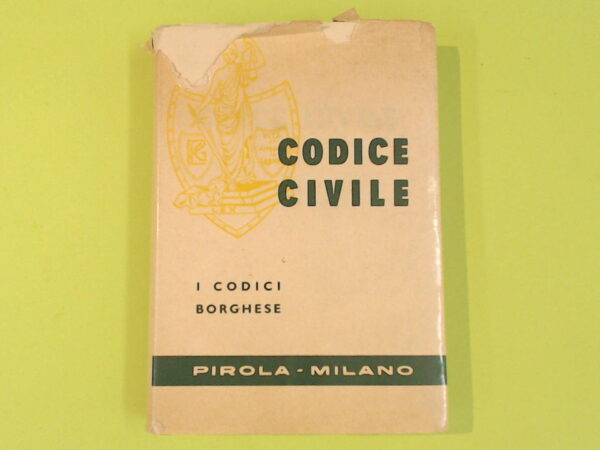 CODICE
CIVILE
I CODICI
BORGHESE
PIROLA - MILANO